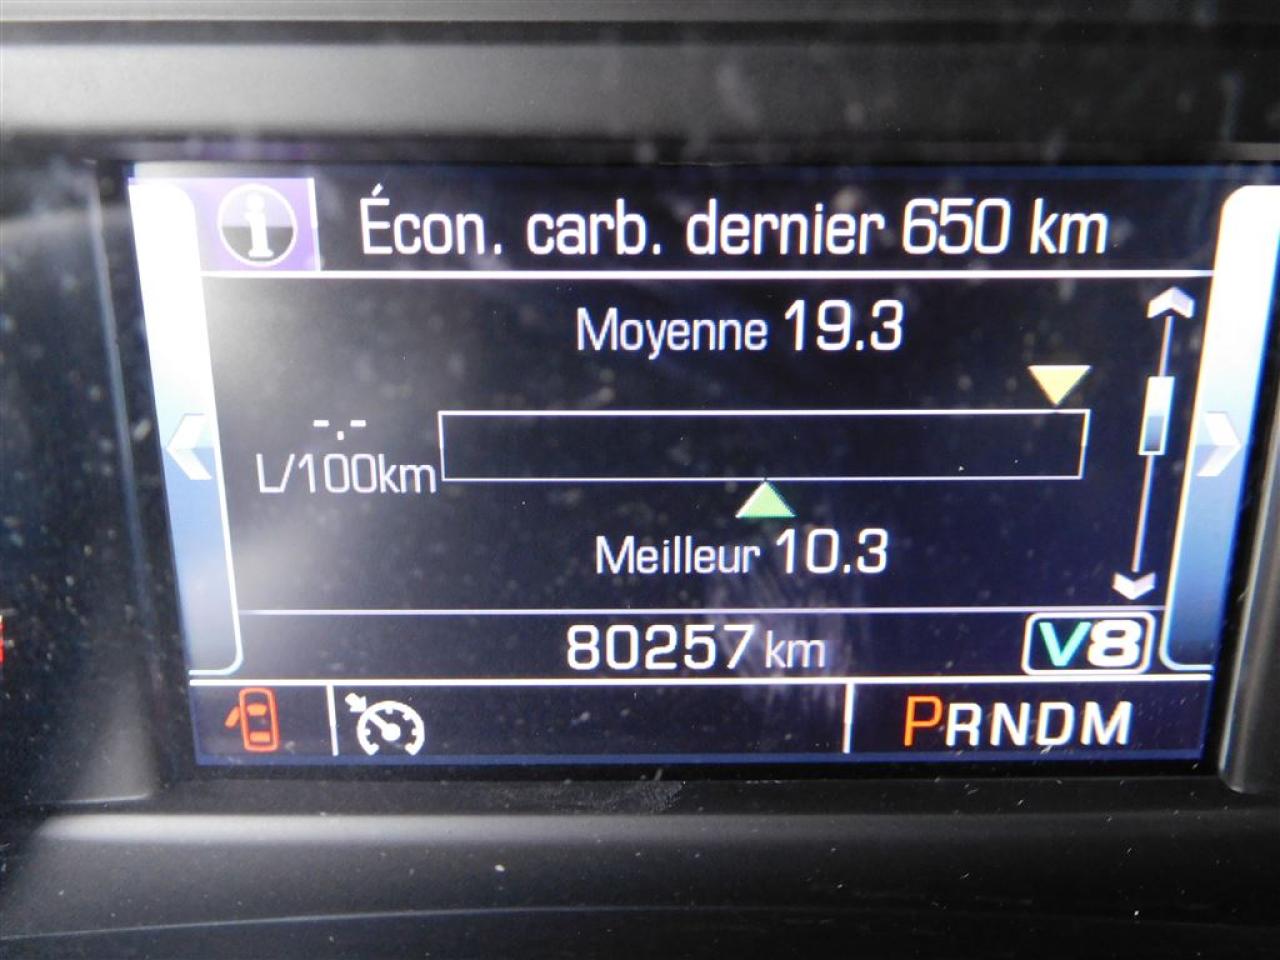 Écon. carb. dernier 650 km
Moyenne 19.3
-.-
L/100km
Meilleur 10.3
80257 km
V8
PRNDM